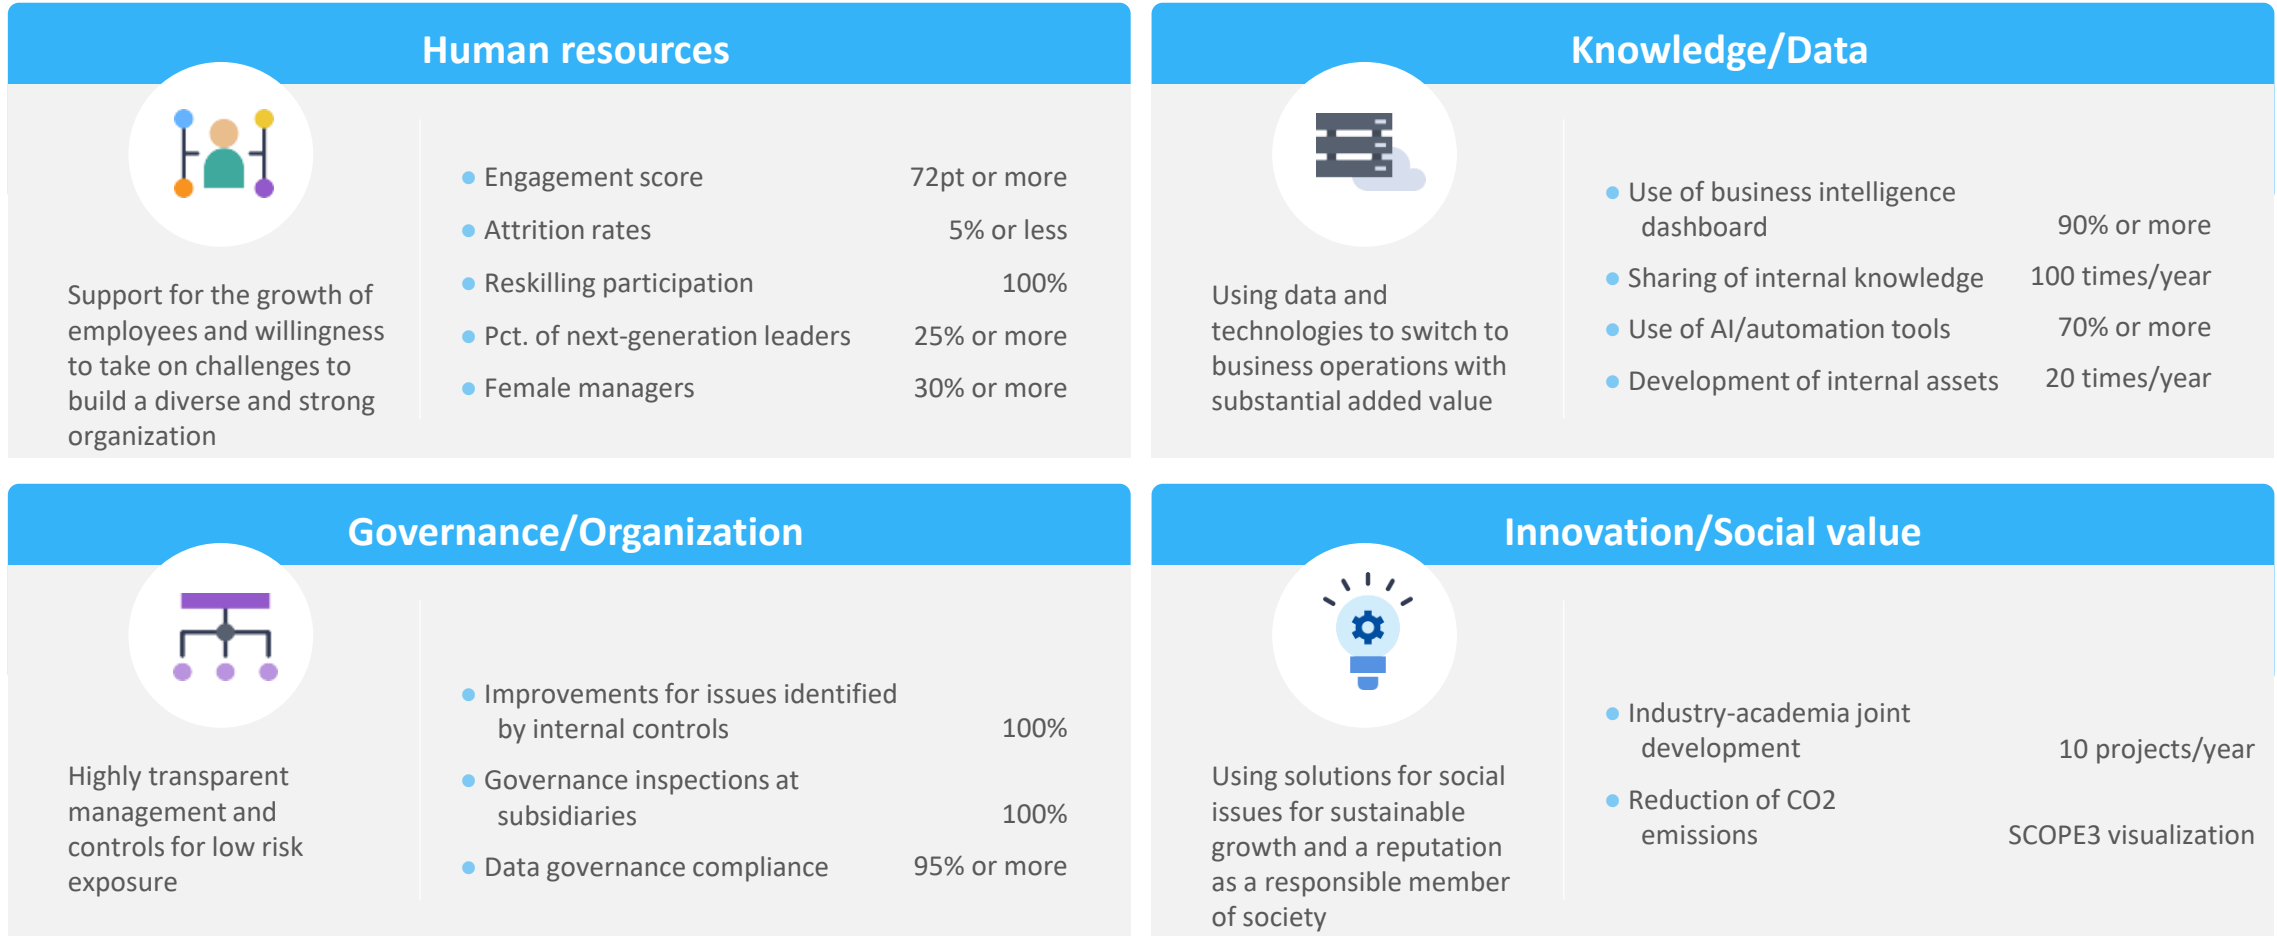 Human resources
Support for the growth of
employees and willingness
to take on challenges to
build a diverse and strong
organization
● Engagement score 72pt or more
● Attrition rates 5% or less
● Reskilling participation 100%
● Pct. of next-generation leaders 25% or more
● Female managers 30% or more
Knowledge/Data
Using data and
technologies to switch to
business operations with
substantial added value
● Use of business intelligence
dashboard 90% or more
● Sharing of internal knowledge 100 times/year
● Use of AI/automation tools 70% or more
● Development of internal assets 20 times/year
Governance/Organization
Highly transparent
management and
controls for low risk
exposure
● Improvements for issues identified
by internal controls 100%
● Governance inspections at
subsidiaries 100%
● Data governance compliance 95% or more
Innovation/Social value
Using solutions for social
issues for sustainable
growth and a reputation
as a responsible member
of society
● Industry-academia joint
development 10 projects/year
● Reduction of CO2
emissions SCOPE3 visualization